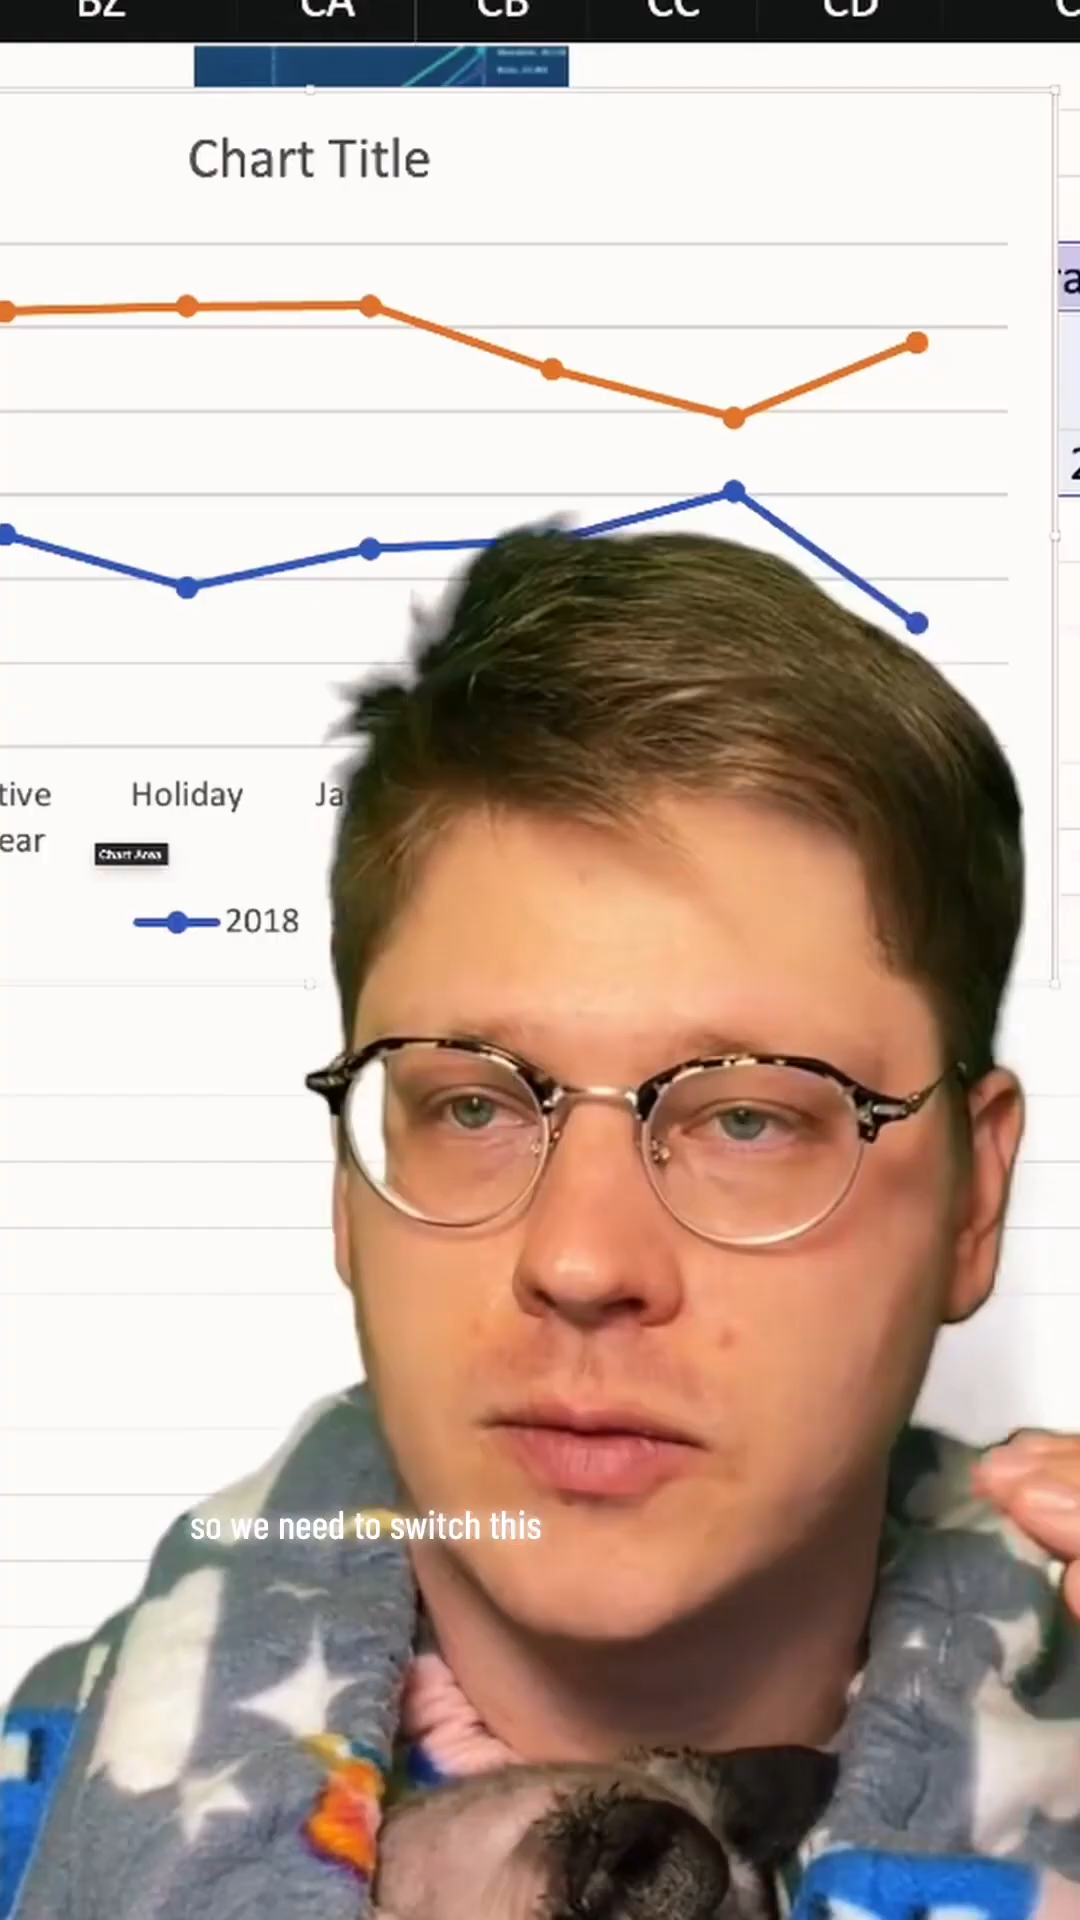 BZ CA CB CC CD
Chart Title
tive Holiday Ja
ear
Chart Area
2018
so we need to switch this